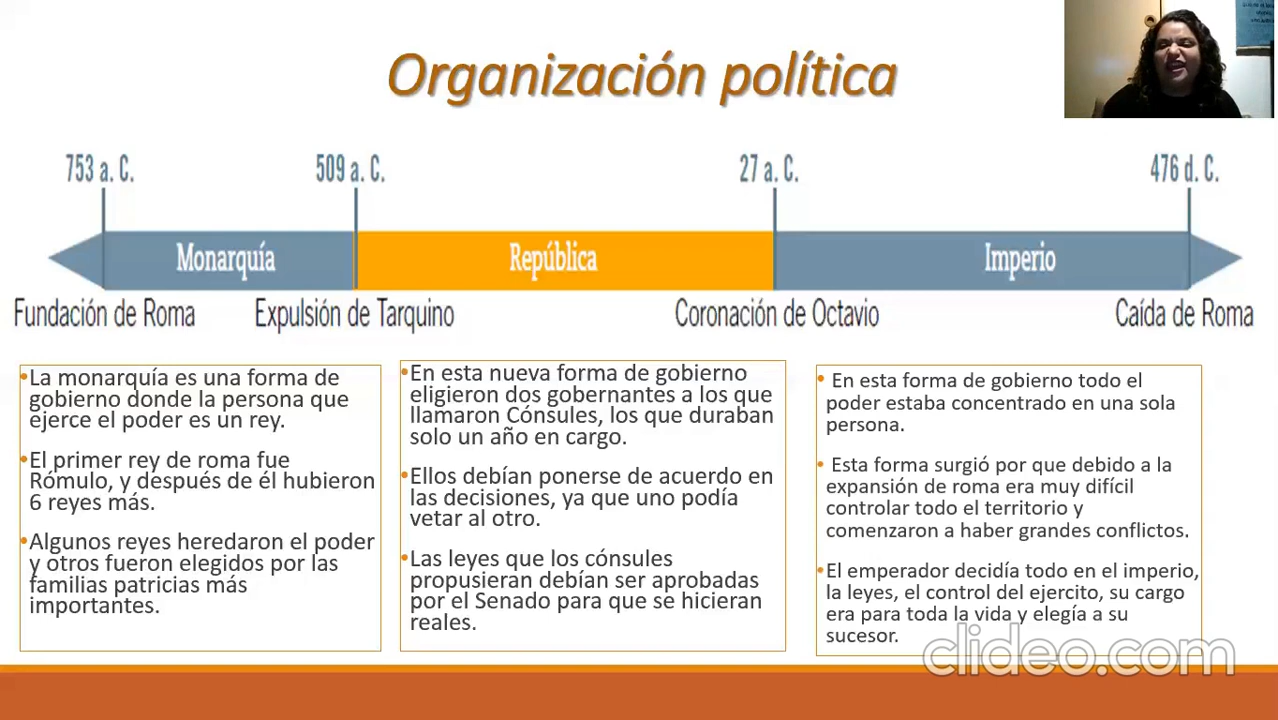 Organización política
753 a. C.
509 a. C.
27 a. C.
476 d. C.
Monarquía
República
Imperio
Fundación de Roma
Expulsión de Tarquino
Coronación de Octavio
Caída de Roma
•La monarquía es una forma de
gobierno donde la persona que
ejerce el poder es un rey.
•El primer rey de roma fue
Rómulo, y después de él hubieron
6 reyes más.
•Algunos reyes heredaron el poder
y otros fueron elegidos por las
familias patricias más
importantes.
•En esta nueva forma de gobierno
eligieron dos gobernantes a los que
llamaron Cónsules, los que duraban
solo un año en cargo.
•Ellos debían ponerse de acuerdo en
las decisiones, ya que uno podía
vetar al otro.
•Las leyes que los cónsules
propusieran debían ser aprobadas
por el Senado para que se hicieran
reales.
• En esta forma de gobierno todo el
poder estaba concentrado en una sola
persona.
• Esta forma surgió por que debido a la
expansión de roma era muy difícil
controlar todo el territorio y
comenzaron a haber grandes conflictos.
•El emperador decidía todo en el imperio,
la leyes, el control del ejercito, su cargo
era para toda la vida y elegía a su
sucesor.
clideo.com